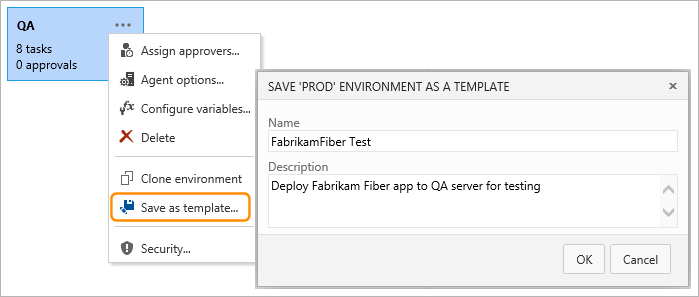 QA
8 tasks
0 approvals
Assign approvers...
Agent options...
Configure variables...
Delete
Clone environment
Save as template...
Security...
SAVE 'PROD' ENVIRONMENT AS A TEMPLATE
Name
FabrikamFiber Test
Description
Deploy Fabrikam Fiber app to QA server for testing
OK
Cancel